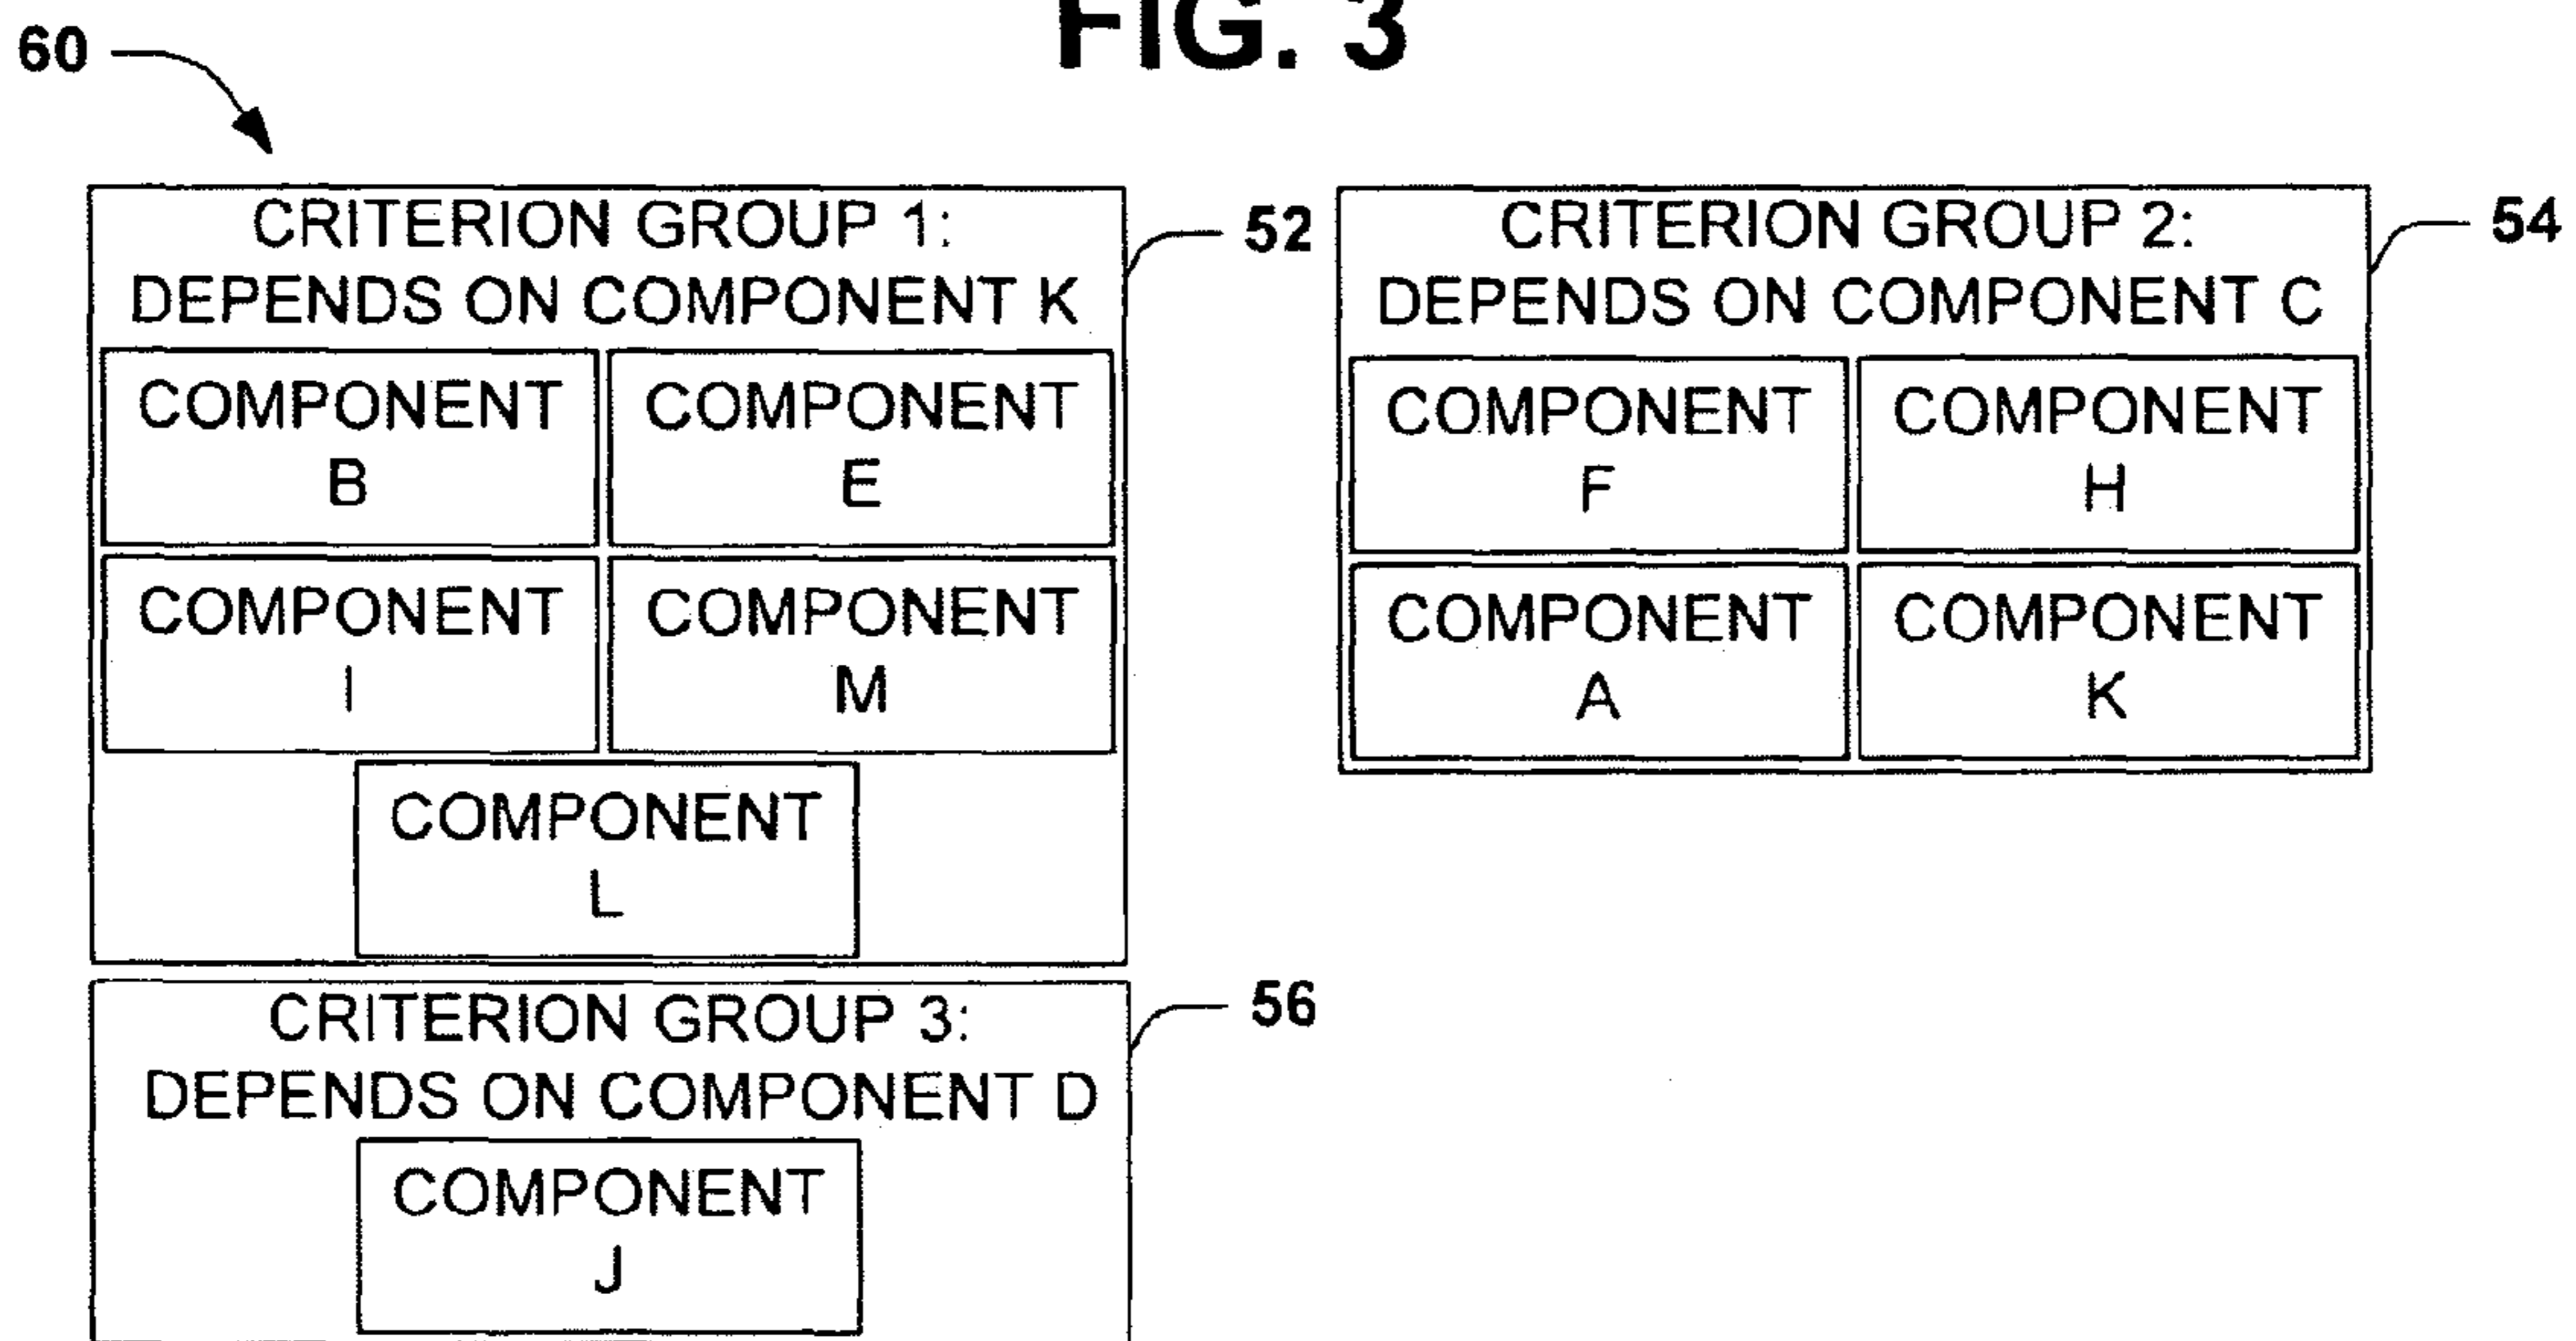 FIG. 3
60
CRITERION GROUP 1:
DEPENDS ON COMPONENT K
52
COMPONENT
B
COMPONENT
E
COMPONENT
I
COMPONENT
M
COMPONENT
L
CRITERION GROUP 2:
DEPENDS ON COMPONENT C
54
COMPONENT
F
COMPONENT
H
COMPONENT
A
COMPONENT
K
CRITERION GROUP 3:
DEPENDS ON COMPONENT D
56
COMPONENT
J